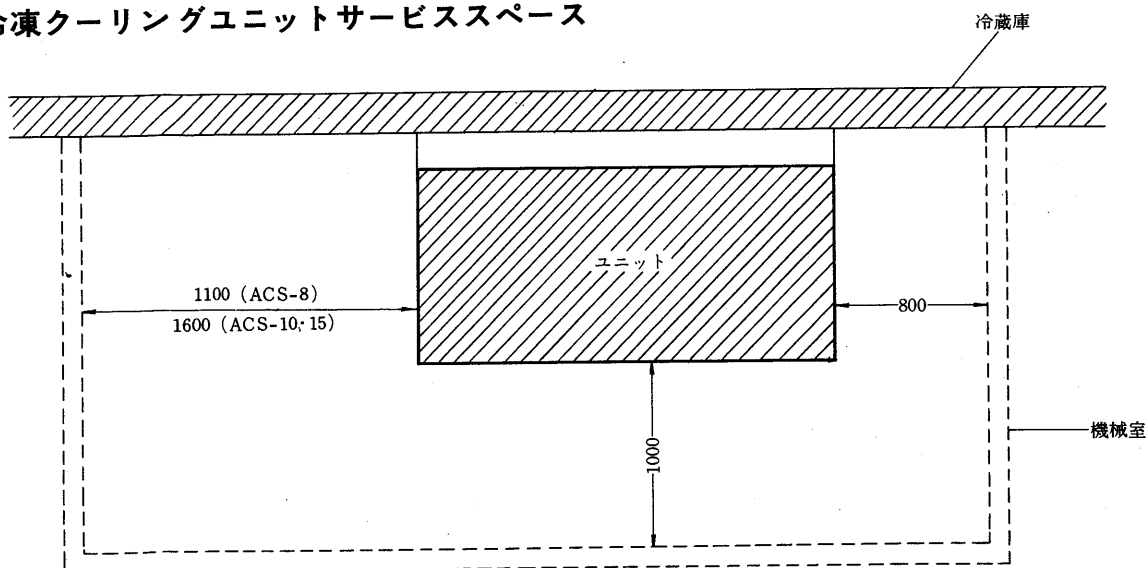 冷凍クーリングユニットサービススペース
冷蔵庫
ユニット
1100 (ACS-8)
1600 (ACS-10, 15)
800
1000
機械室